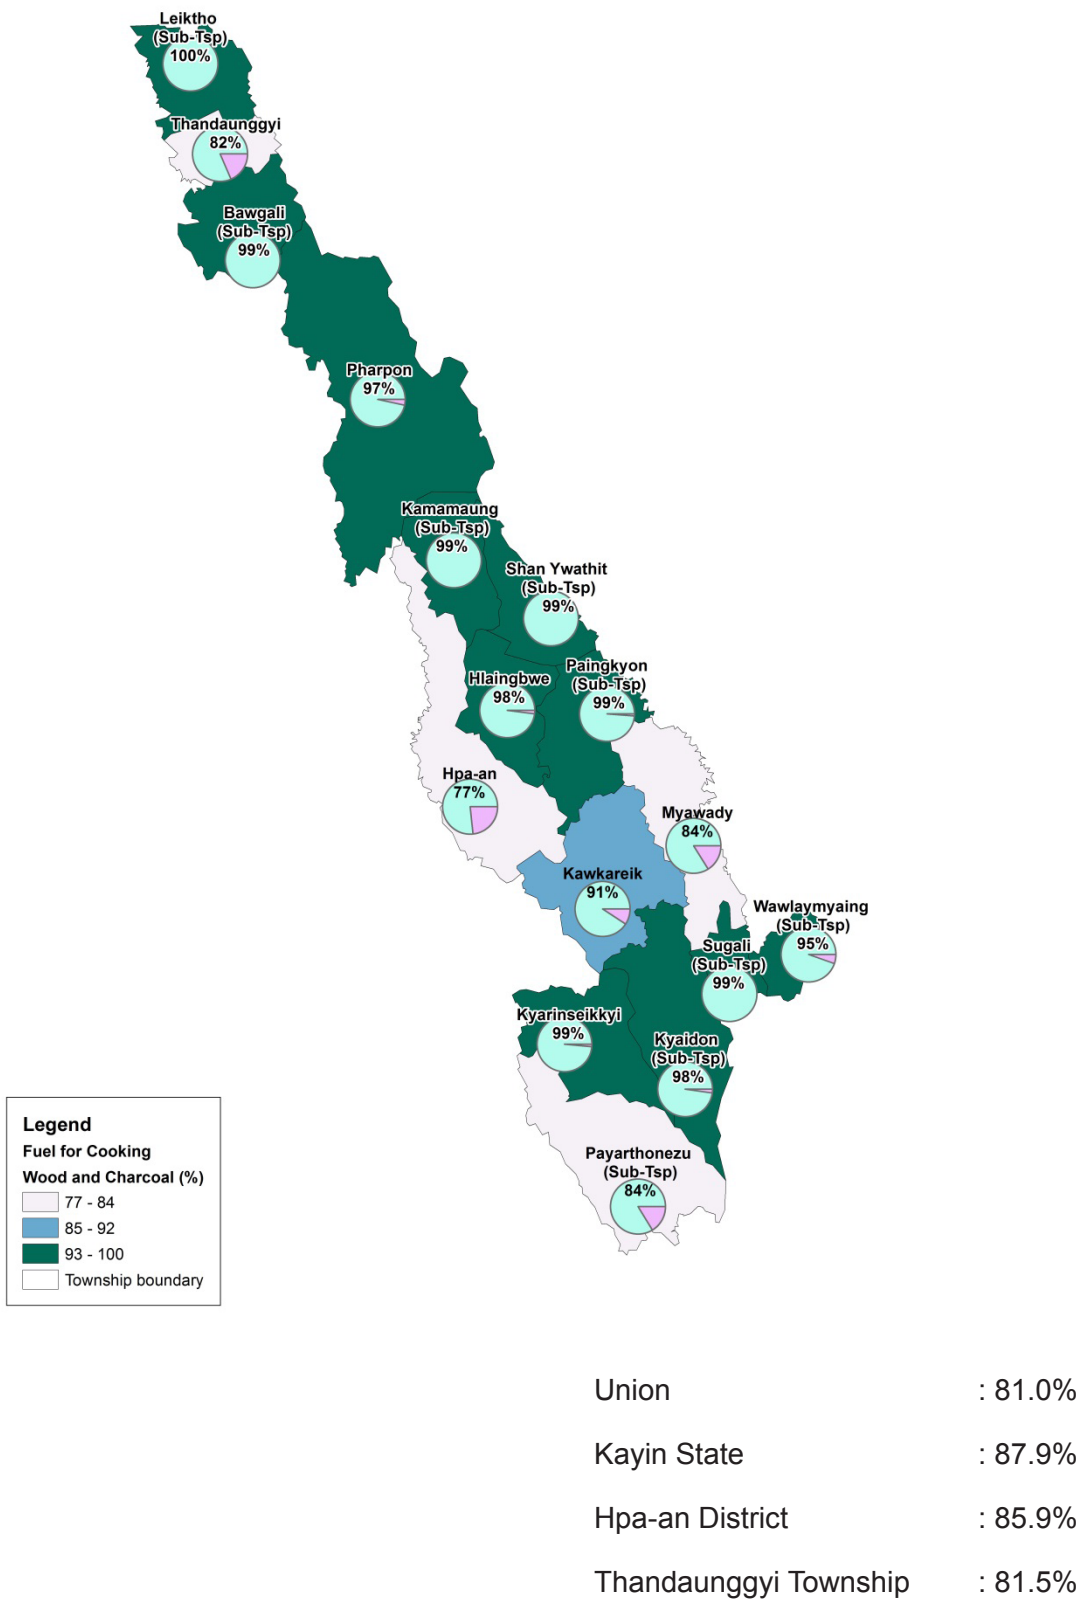 Leiktho
(Sub-Tsp)
100%
Thandaunggyi
82%
Bawgali
(Sub-Tsp)
99%
Pharpon
97%
Kamamaung
(Sub-Tsp)
99%
Shan Ywathit
(Sub-Tsp)
99%
Hlaingbwe
98%
Paingkyon
(Sub-Tsp)
99%
Hpa-an
77%
Myawady
84%
Kawkareik
91%
Wawlaymyaing
(Sub-Tsp)
95%
Sugali
(Sub-Tsp)
99%
Kyarinseikkyi
99%
Kyaidon
(Sub-Tsp)
98%
Payarthonezu
(Sub-Tsp)
84%
Legend
Fuel for Cooking
Wood and Charcoal (%)
77 - 84
85 - 92
93 - 100
Township boundary
Union : 81.0%
Kayin State : 87.9%
Hpa-an District : 85.9%
Thandaunggyi Township : 81.5%